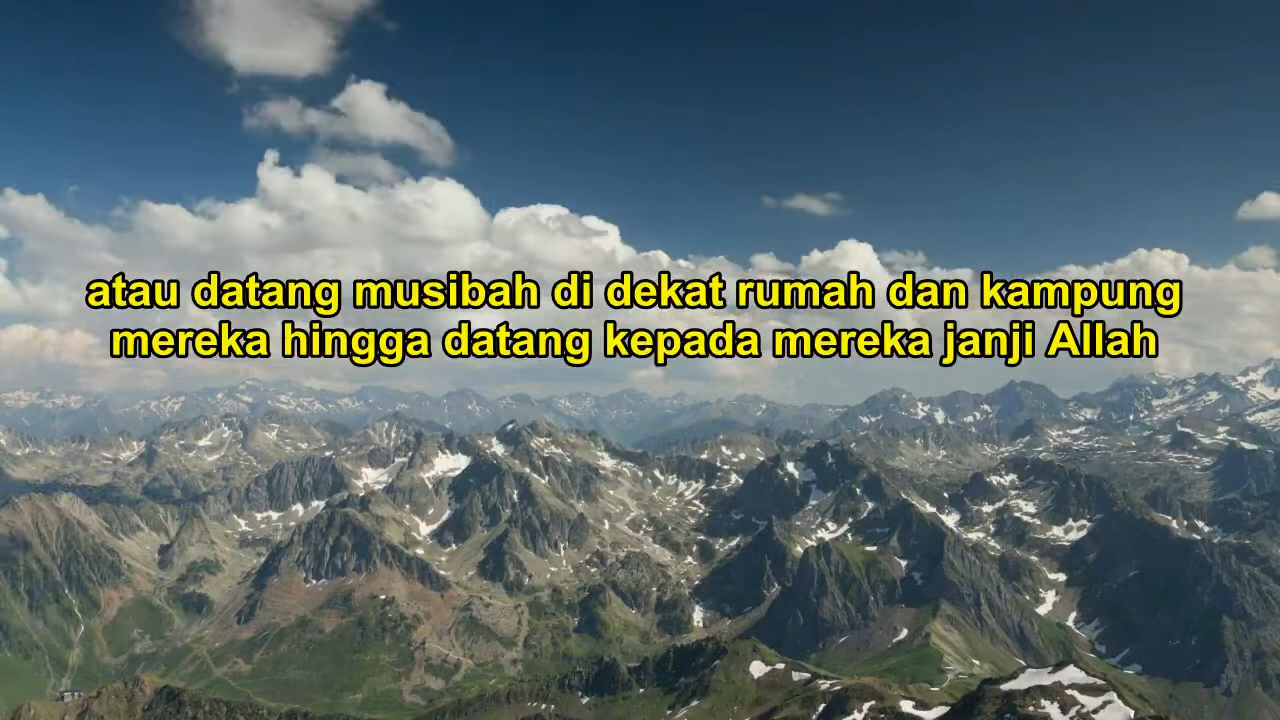 atau datang musibah di dekat rumah dan kampung
mereka hingga datang kepada mereka janji Allah